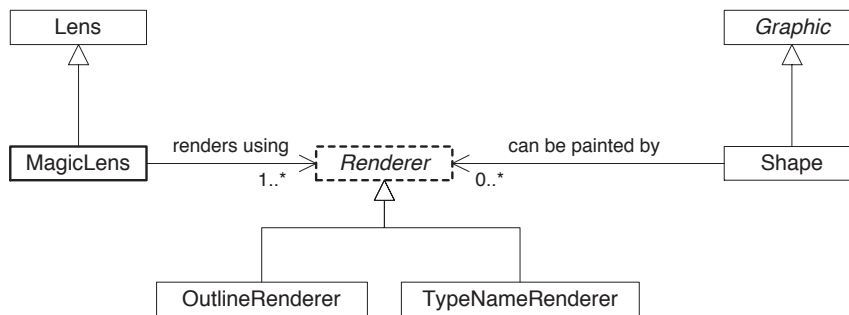 Lens
Graphic
renders using
can be painted by
MagicLens
Renderer
Shape
1..*
0..*
OutlineRenderer
TypeNameRenderer